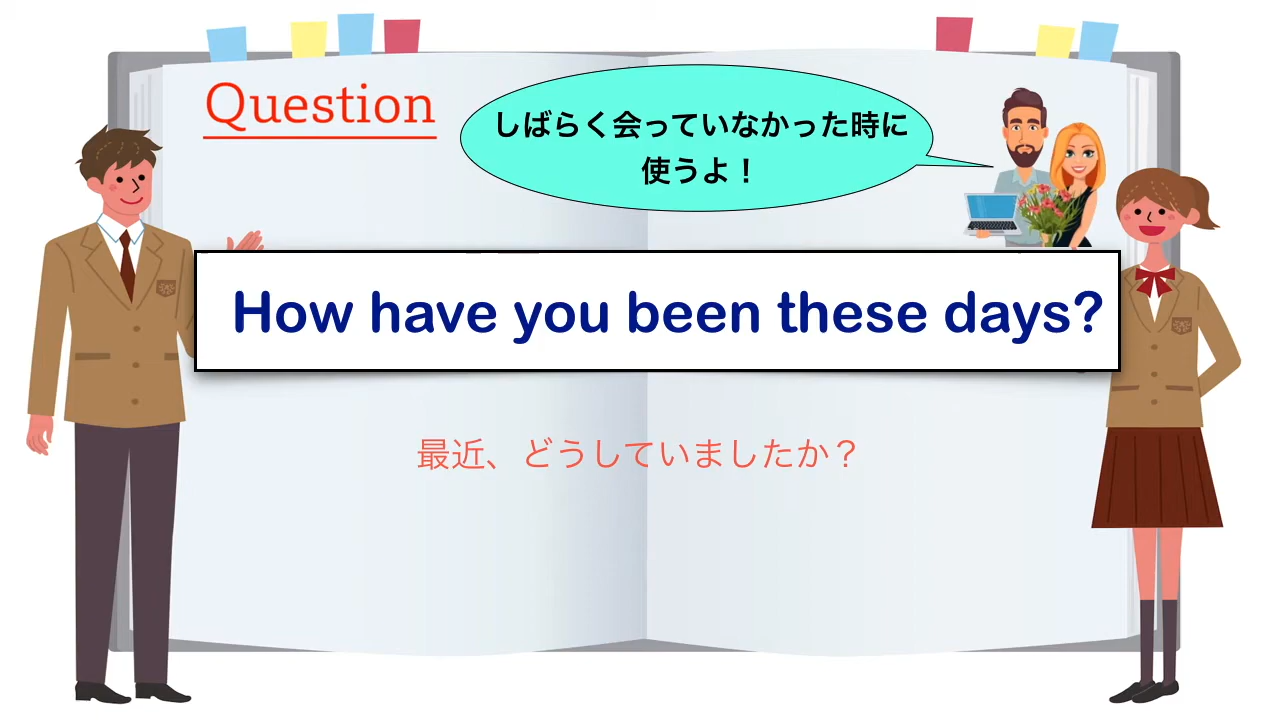 Question
しばらく会っていなかった時に
使うよ！
How have you been these days?
最近、どうしていましたか？